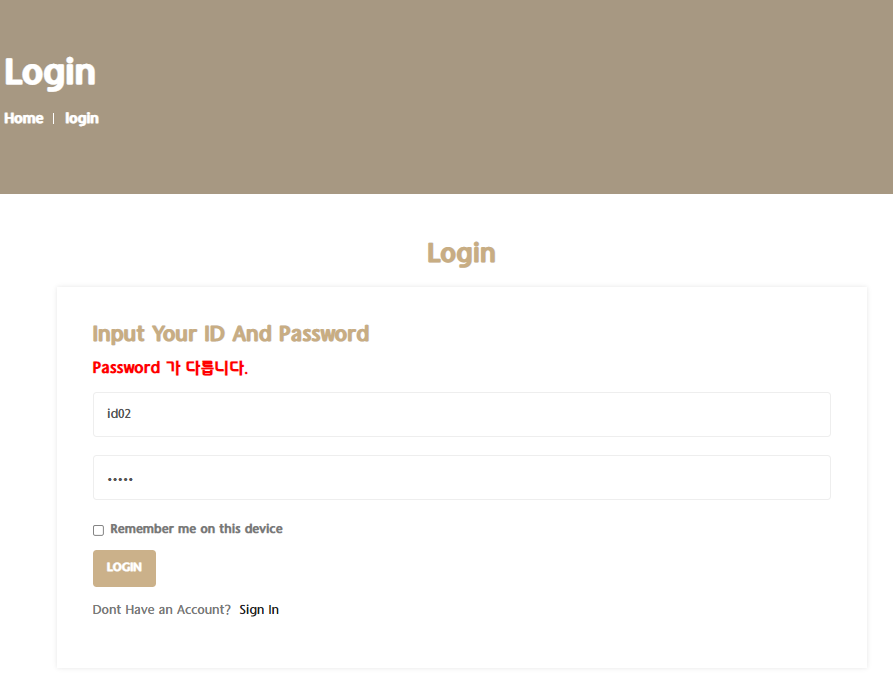 Login
Home | login
Login
Input Your ID And Password
Password 가 다릅니다.
id02
•••••
Remember me on this device
LOGIN
Dont Have an Account? Sign In